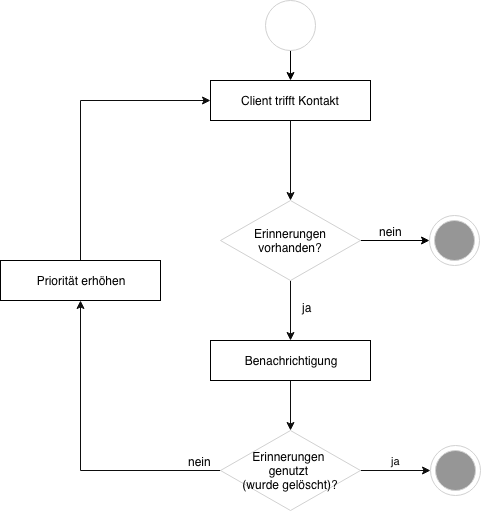 Client trifft Kontakt
Erinnerungen
vorhanden?
nein
Priorität erhöhen
ja
Benachrichtigung
nein
Erinnerungen
genutzt
(wurde gelöscht)?
ja